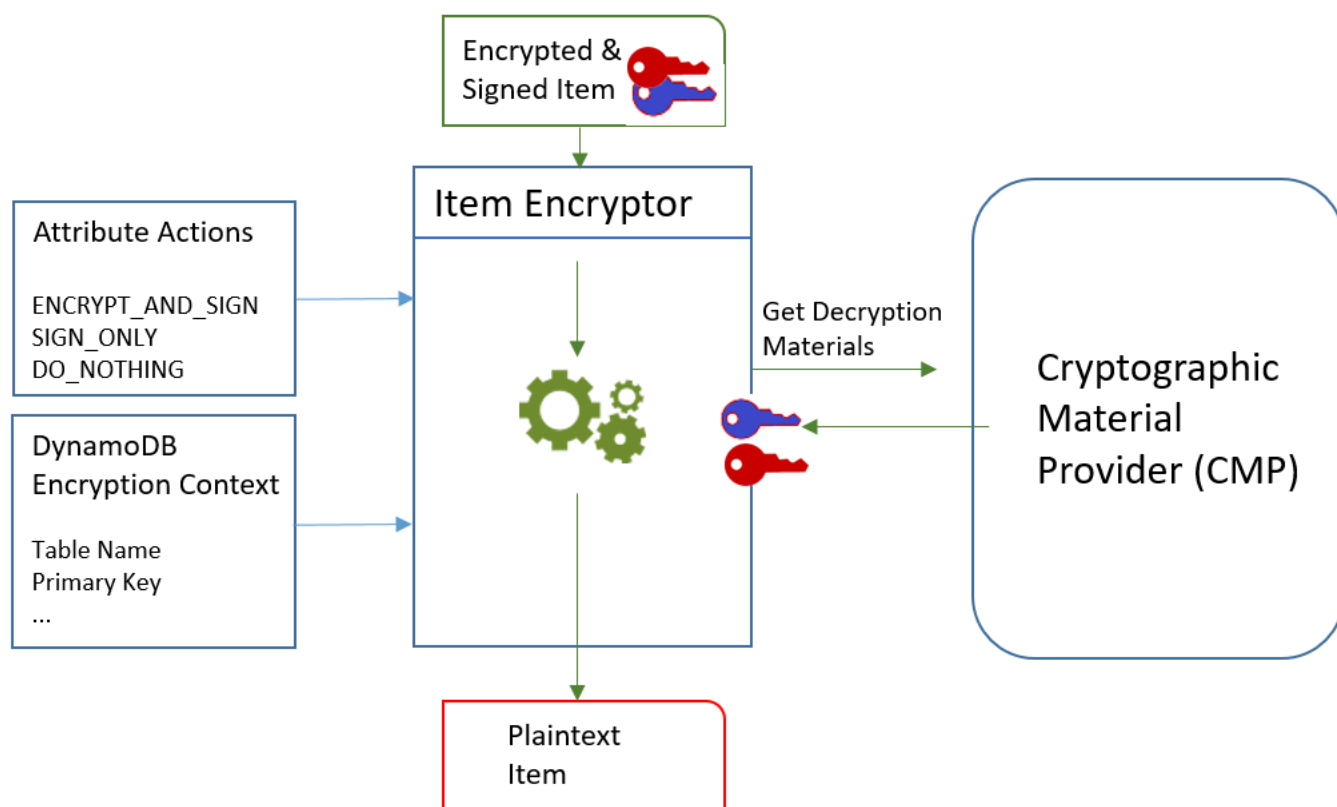 Encrypted &
Signed Item
Item Encryptor
Attribute Actions
ENCRYPT_AND_SIGN
SIGN_ONLY
DO_NOTHING
DynamoDB
Encryption Context
Table Name
Primary Key
...
Get Decryption
Materials
Cryptographic
Material
Provider (CMP)
Plaintext
Item